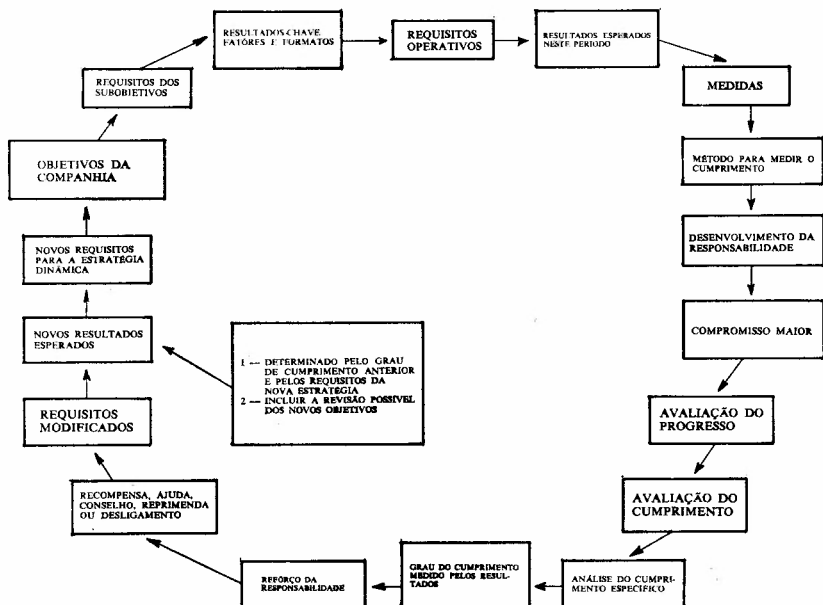 RESULTADOS-CHAVE
FATÔRES E FORMATOS
REQUISITOS
OPERATIVOS
RESULTADOS ESPERADOS
NESTE PERIODO
MEDIDAS
MÉTODO PARA MEDIR O
CUMPRIMENTO
DESENVOLVIMENTO DA
RESPONSABILIDADE
COMPROMISSO MAIOR
AVALIAÇÃO DO
PROGRESSO
AVALIAÇÃO DO
CUMPRIMENTO
ANÁLISE DO CUMPRI-
MENTO ESPECÍFICO
GRAU DO CUMPRIMENTO
MEDIDO PELOS RESUL-
TADOS
REFÔRÇO DA
RESPONSABILIDADE
RECOMPENSA, AJUDA,
CONSELHO, REPRIMENDA
OU DESLIGAMENTO
REQUISITOS
MODIFICADOS
1 — DETERMINADO PELO GRAU
DE CUMPRIMENTO ANTERIOR
E PELOS REQUISITOS DA
NOVA ESTRATÉGIA
2 — INCLUIR A REVISÃO POSSÍVEL
DOS NOVOS OBJETIVOS
NOVOS RESULTADOS
ESPERADOS
NOVOS REQUISITOS
PARA A ESTRATÉGIA
DINÂMICA
OBJETIVOS DA
COMPANHIA
REQUISITOS DOS
SUBOBJETIVOS